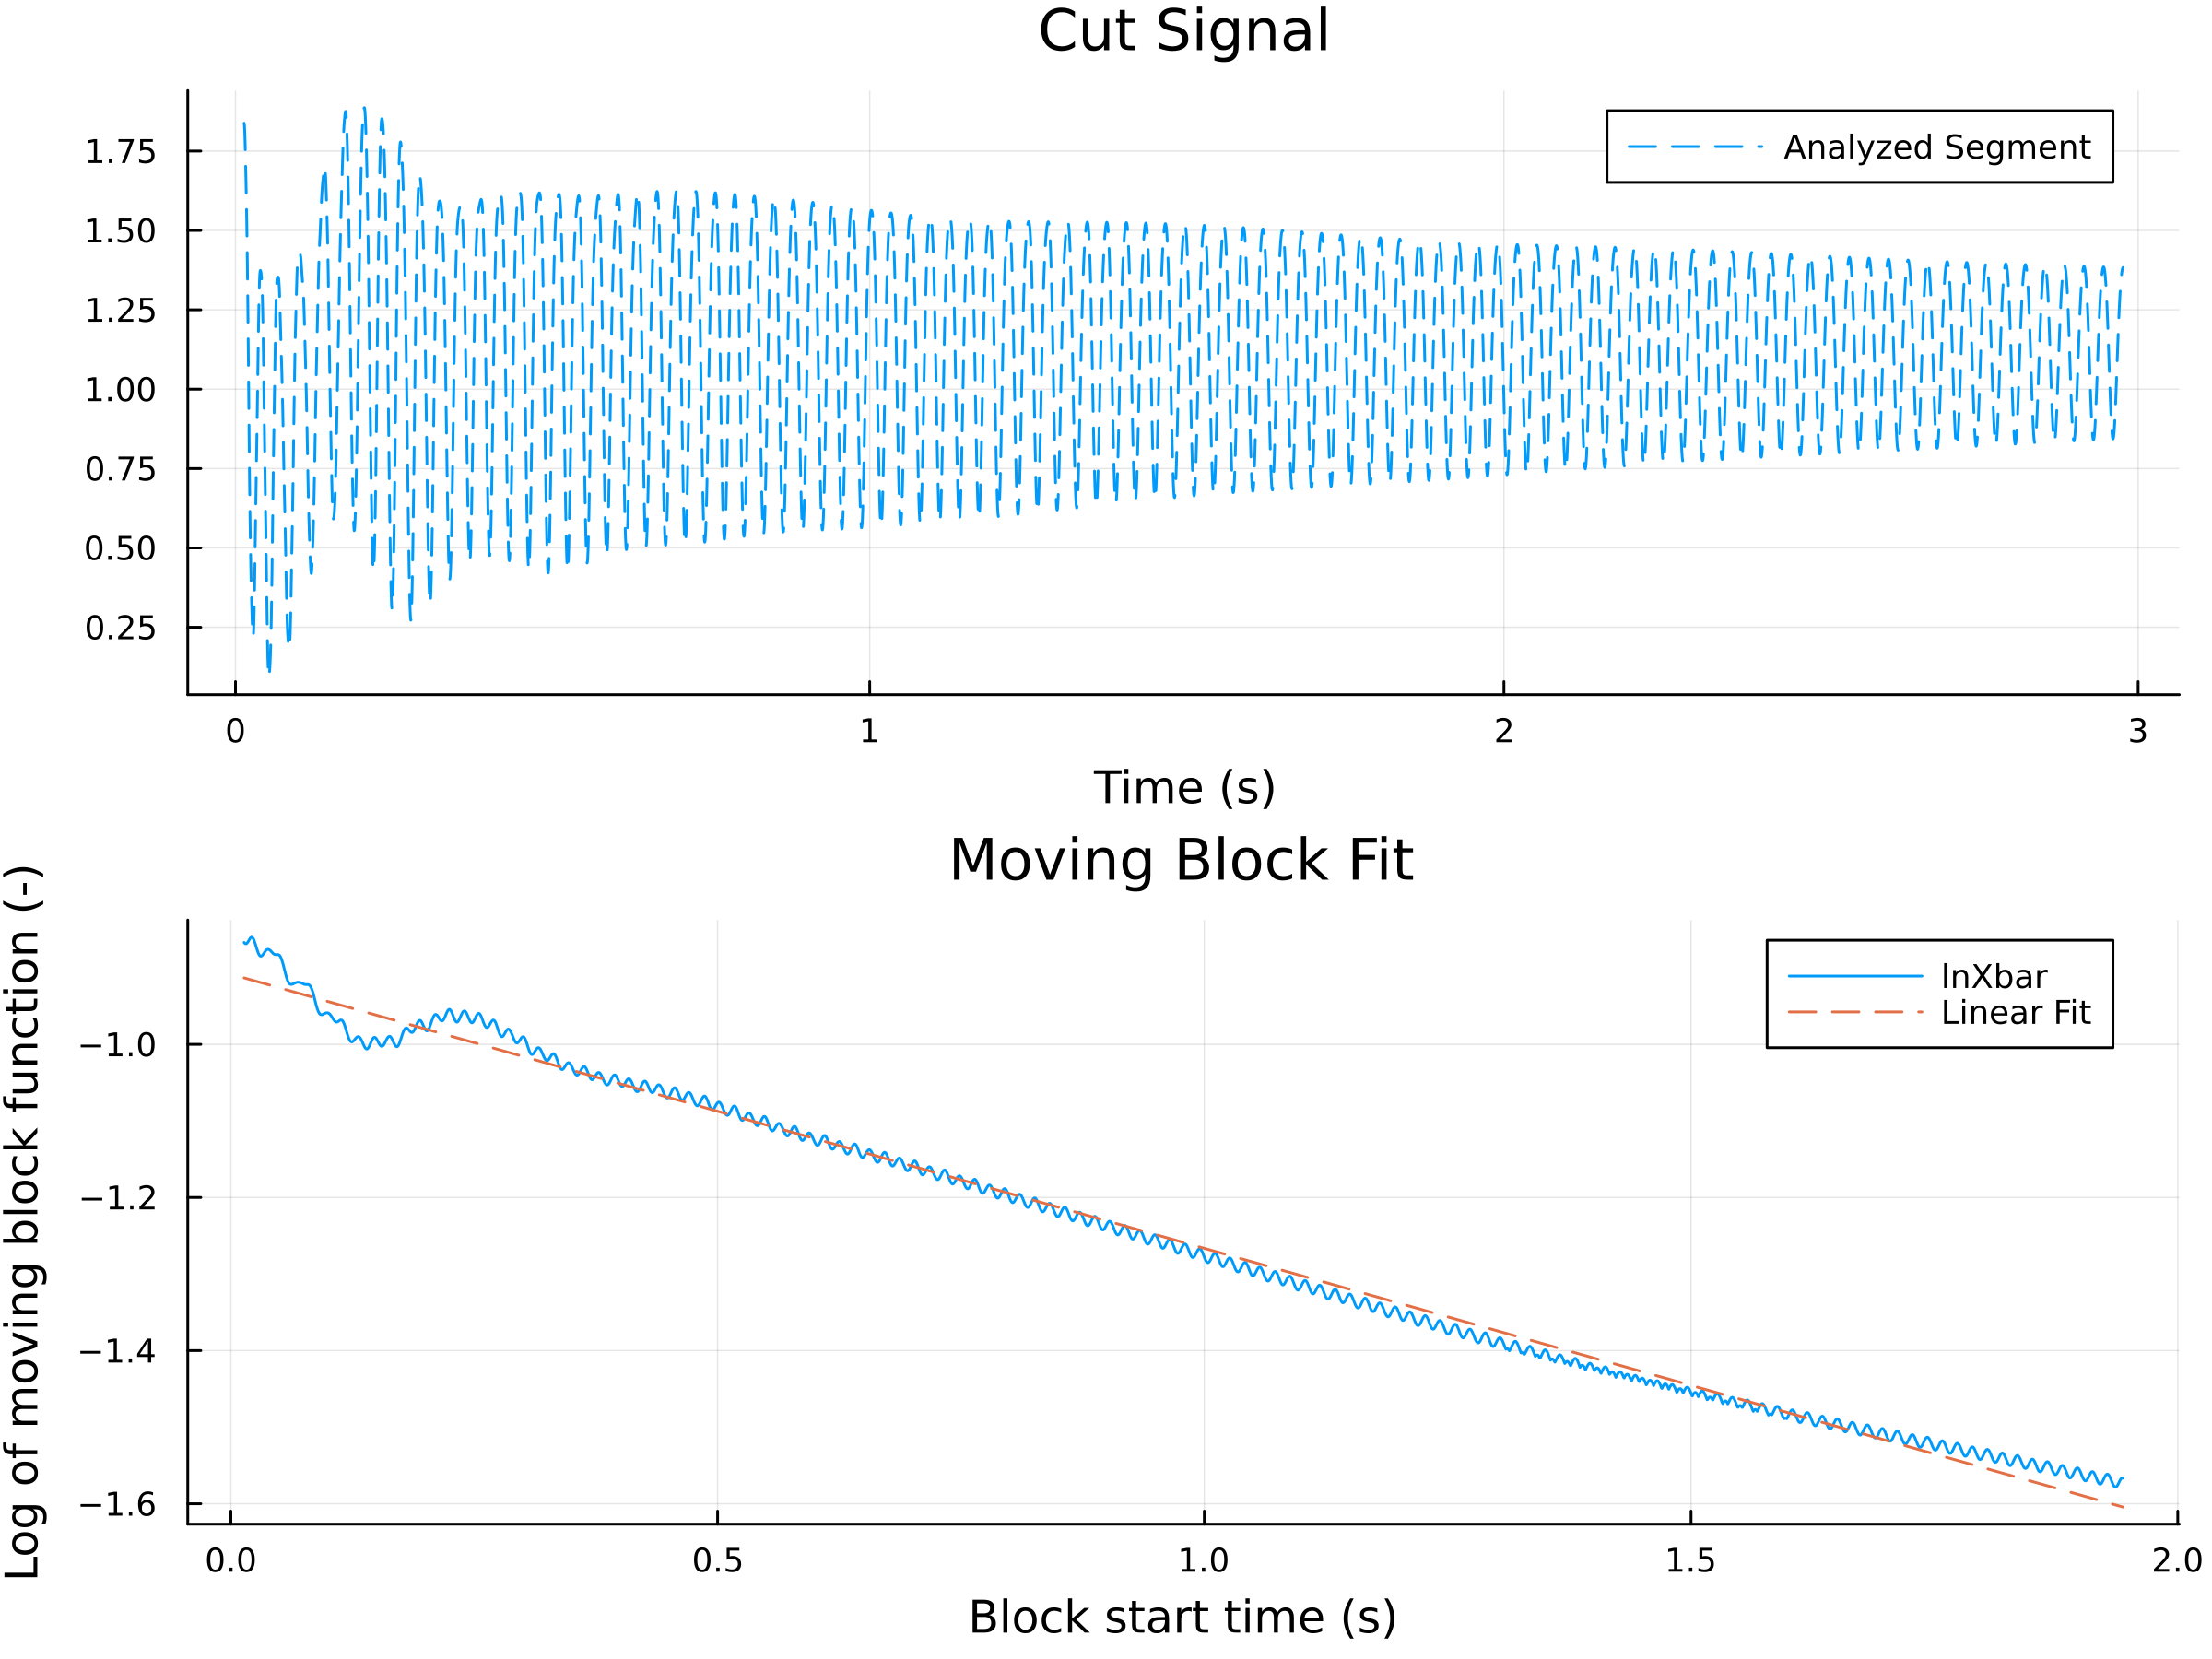 Cut Signal
1.75
1.50
1.25
1.00
0.75
0.50
0.25
Analyzed Segment
0 1 2 3
Time (s)
Moving Block Fit
Log of moving block function (-)
−1.0
−1.2
−1.4
−1.6
lnXbar
Linear Fit
0.0 0.5 1.0 1.5 2.0
Block start time (s)